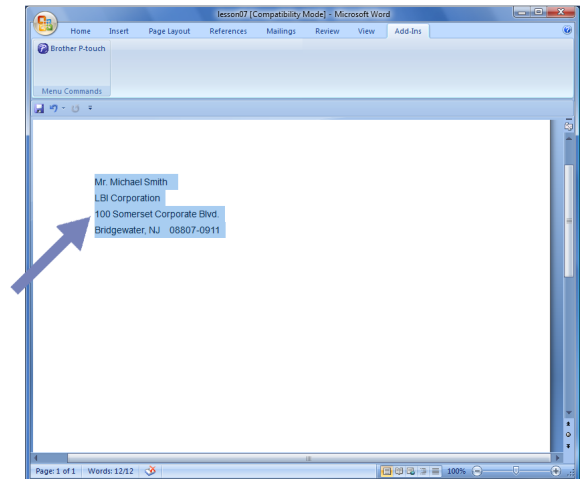 lesson07 [Compatibility Mode] - Microsoft Word
Home Insert Page Layout References Mailings Review View Add-Ins
Brother P-touch
Menu Commands
Mr. Michael Smith
LBI Corporation
100 Somerset Corporate Blvd.
Bridgewater, NJ 08807-0911
Page: 1 of 1 Words: 12/12 100%